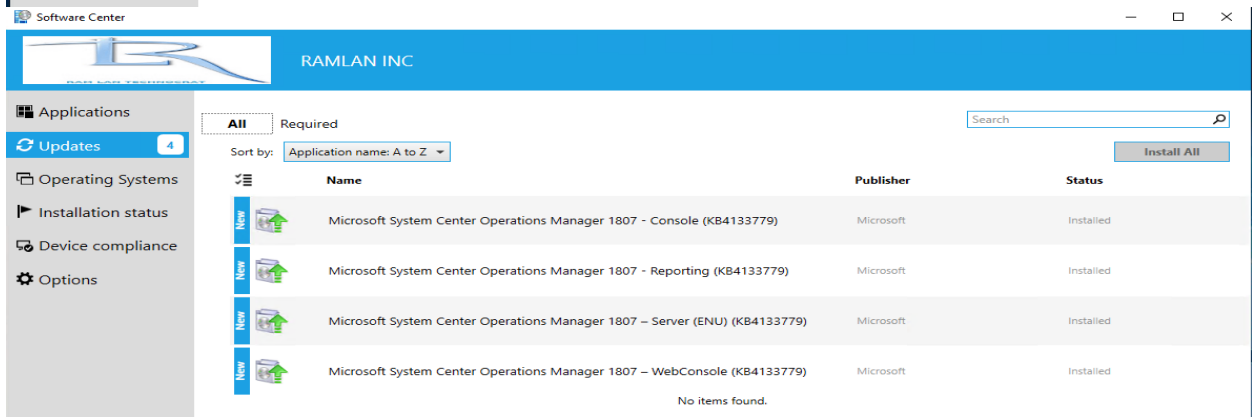 Software Center
RAMLAN INC
Applications
Updates 4
Operating Systems
Installation status
Device compliance
Options
All Required
Search
Sort by: Application name: A to Z
Install All
Name Publisher Status
New Microsoft System Center Operations Manager 1807 - Console (KB4133779) Microsoft Installed
New Microsoft System Center Operations Manager 1807 - Reporting (KB4133779) Microsoft Installed
New Microsoft System Center Operations Manager 1807 – Server (ENU) (KB4133779) Microsoft Installed
New Microsoft System Center Operations Manager 1807 – WebConsole (KB4133779) Microsoft Installed
No items found.